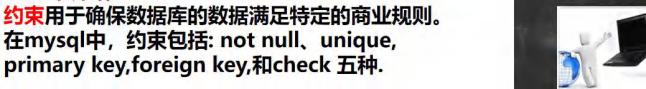 约束用于确保数据库的数据满足特定的商业规则。
在mysql中，约束包括: not null、unique,
primary key,foreign key,和check 五种.